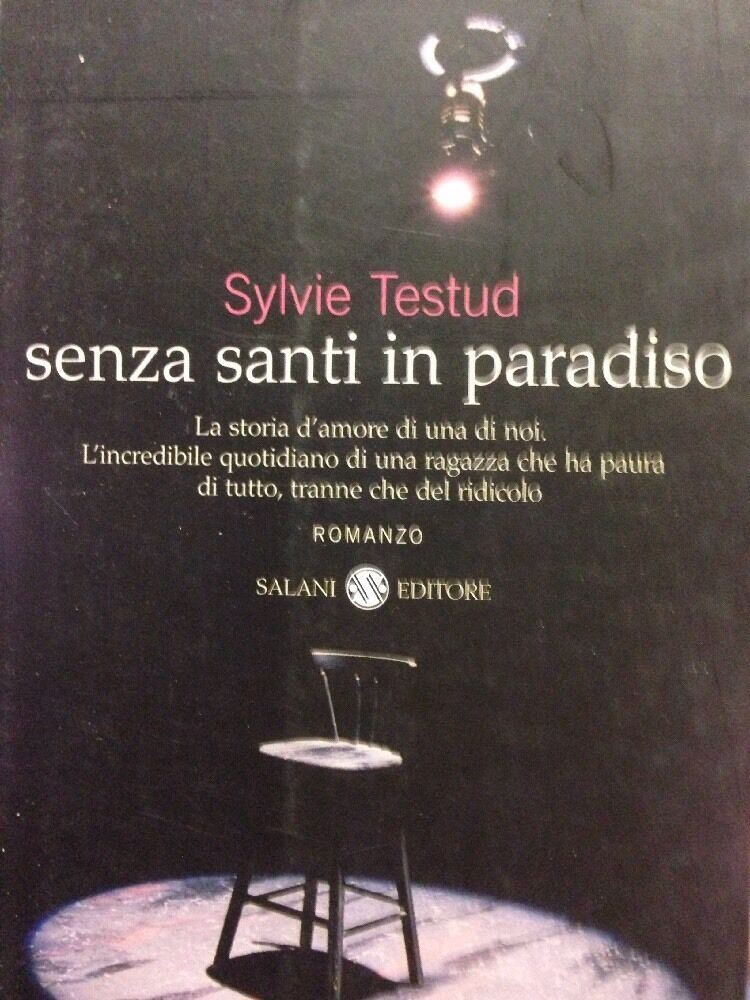 Sylvie Testud
senza santi in paradiso
La storia d'amore di una di noi.
L'incredibile quotidiano di una ragazza che ha paura
di tutto, tranne che del ridicolo
ROMANZO
SALANI EDITORE